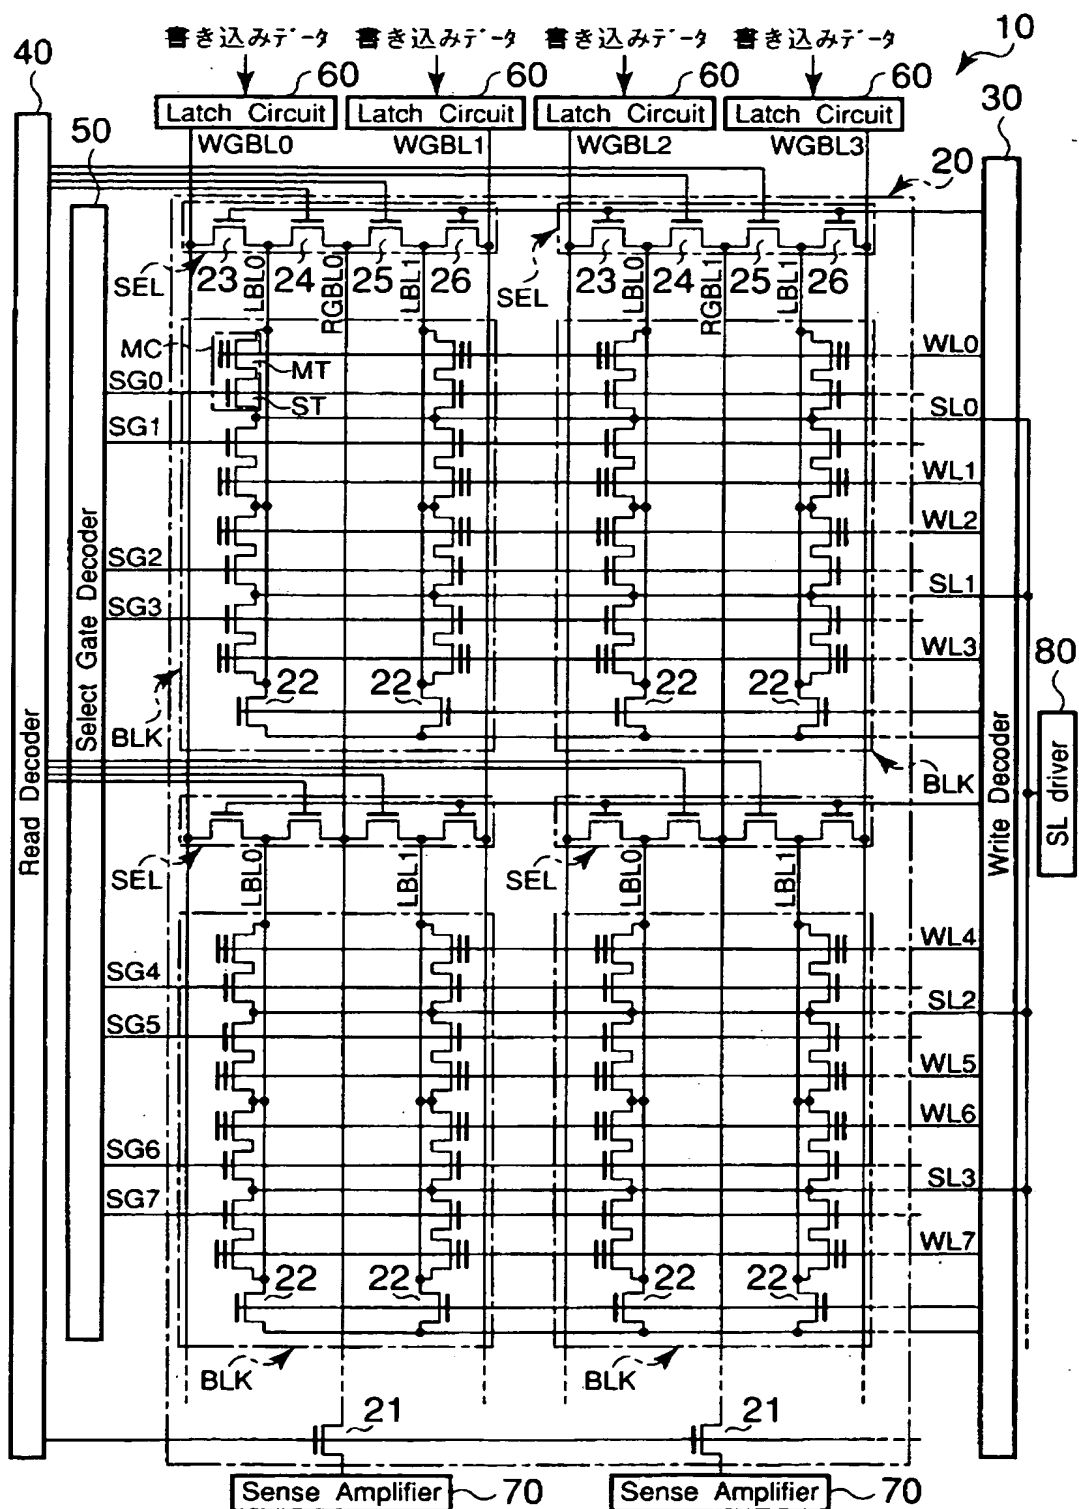 書き込みデータ 書き込みデータ 書き込みデータ 書き込みデータ
10
40
60 60 60 60
30
Latch Circuit Latch Circuit Latch Circuit Latch Circuit
50
WGBL0 WGBL1 WGBL2 WGBL3
20
SEL 23 LBL0 24 RGBL0 25 LBL1 26 SEL 23 LBL0 24 RGBL1 25 LBL1 26
MC WL0
MT
SG0 ST SL0
SG1
WL1
WL2
SG2
SL1
SG3
WL3
80
22 22 22 22
BLK
BLK
Read Decoder
Select Gate Decoder
Write Decoder
SL driver
SEL LBL0 LBL1 SEL LBL0 LBL1
WL4
SG4
SL2
SG5
WL5
WL6
SG6
SL3
SG7
WL7
22 22 22 22
BLK BLK
21 21
Sense Amplifier 70 Sense Amplifier 70